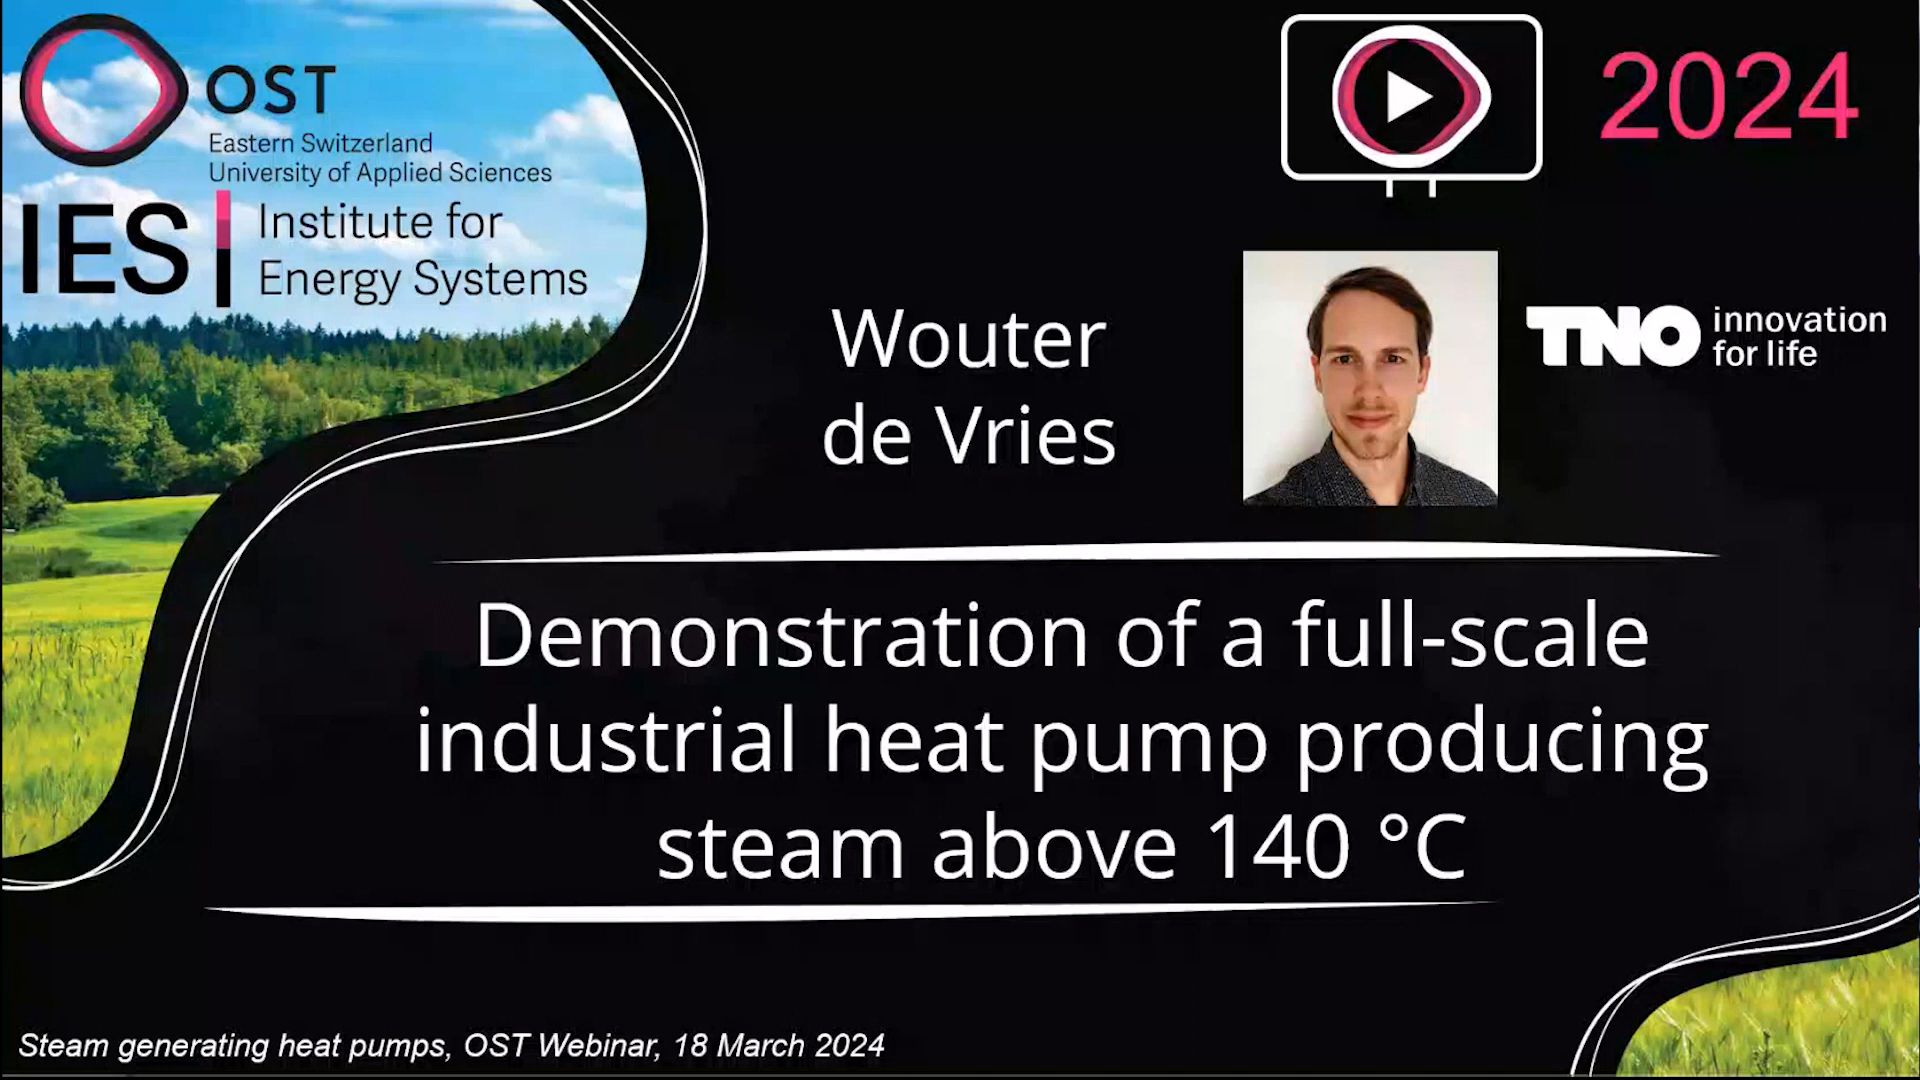 OST
Eastern Switzerland
University of Applied Sciences
IES
Institute for
Energy Systems
2024
Wouter
de Vries
TNO innovation
for life
Demonstration of a full-scale
industrial heat pump producing
steam above 140 °C
Steam generating heat pumps, OST Webinar, 18 March 2024